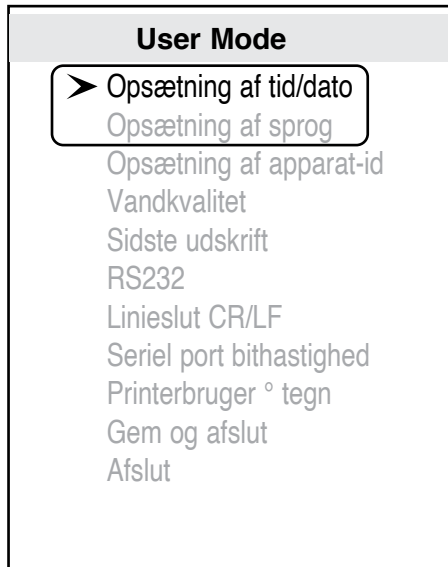 User Mode
➤ Opsætning af tid/dato
Opsætning af sprog
Opsætning af apparat-id
Vandkvalitet
Sidste udskrift
RS232
Linieslut CR/LF
Seriel port bithastighed
Printerbruger ° tegn
Gem og afslut
Afslut